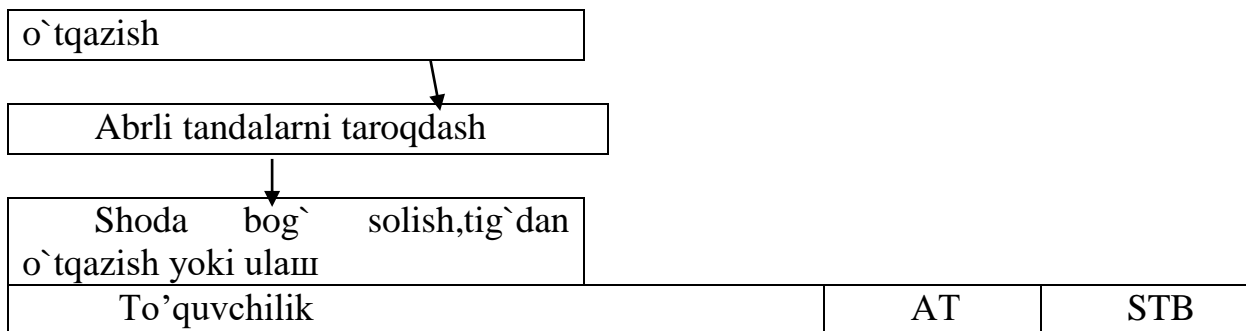 o`tqazish
Abrli tandalarni taroqdash
Shoda bog` solish,tig`dan
o`tqazish yoki ulaш
To’quvchilik AT STB